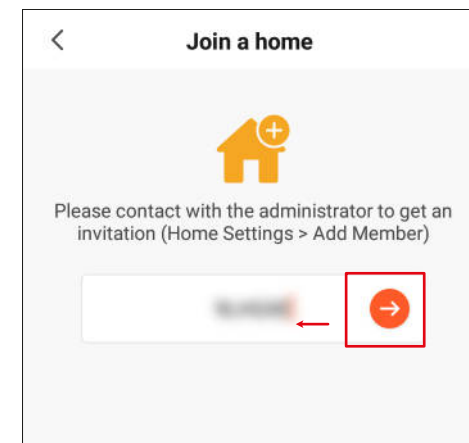 Join a home
Please contact with the administrator to get an
invitation (Home Settings > Add Member)